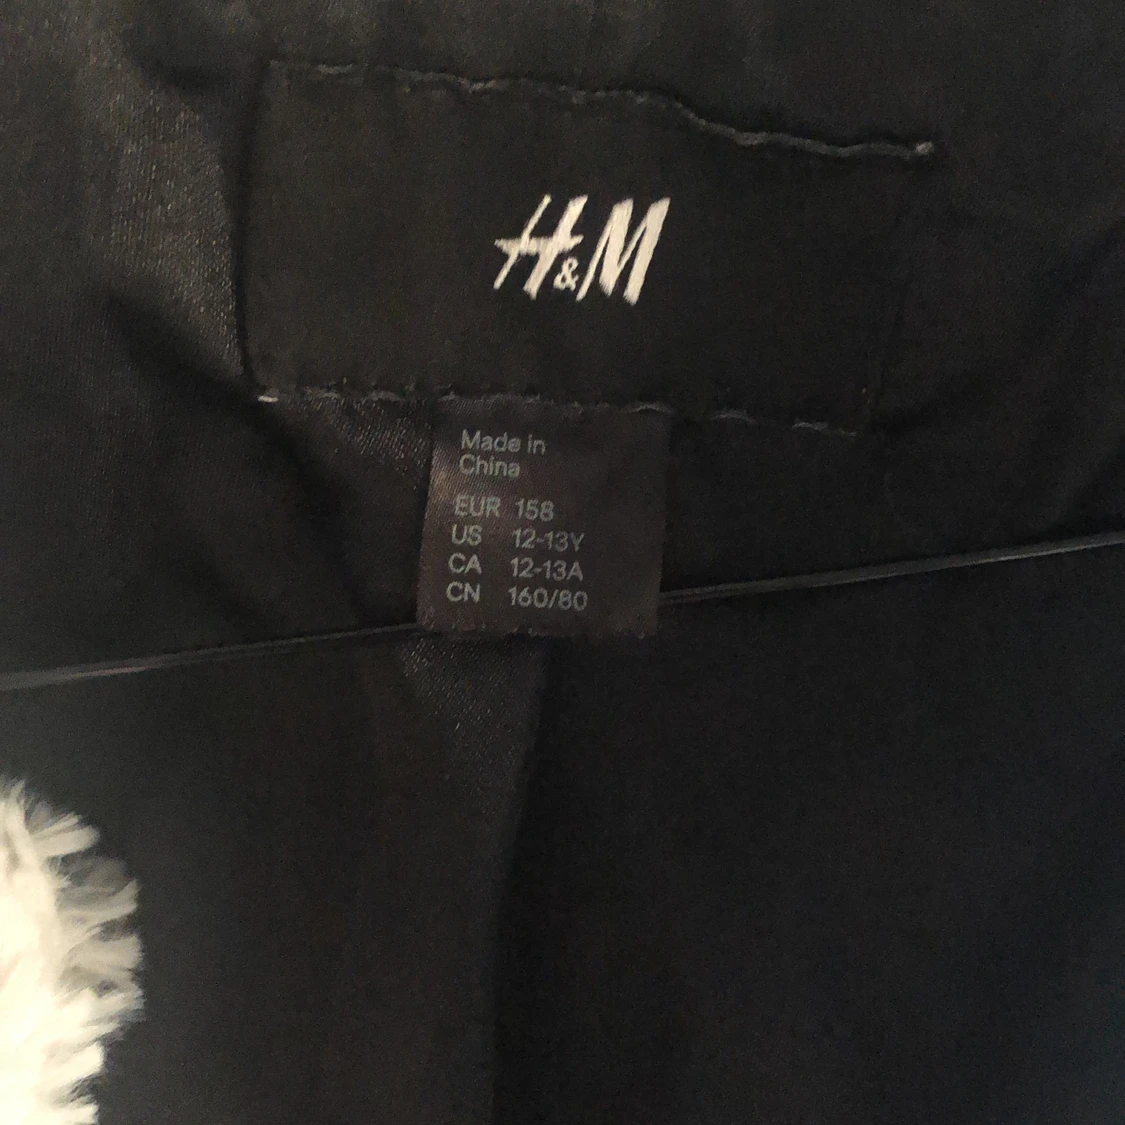 H&M
Made in
China
EUR 158
US 12-13Y
CA 12-13A
CN 160/80